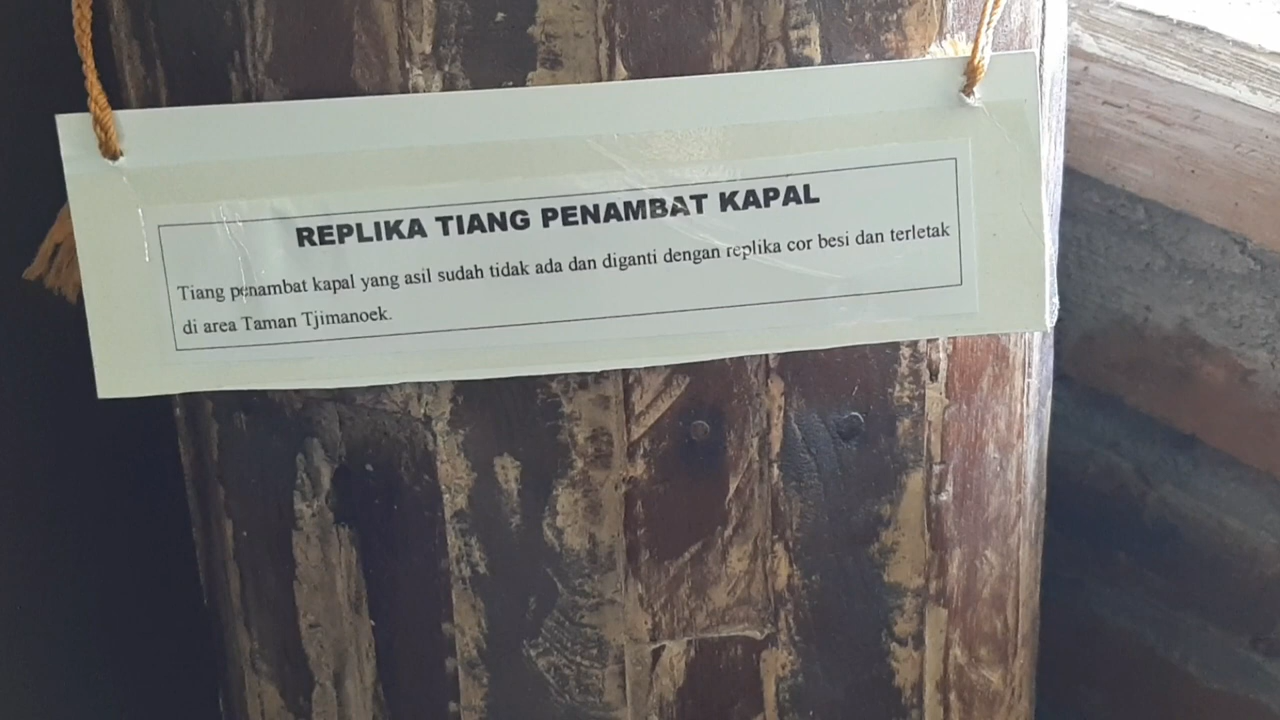 REPLIKA TIANG PENAMBAT KAPAL
Tiang penambat kapal yang asil sudah tidak ada dan diganti dengan replika cor besi dan terletak
di area Taman Tjimanoek.